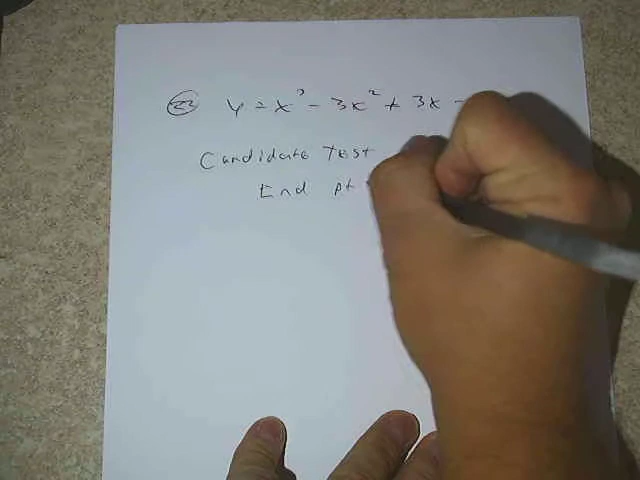 22 y = x³ - 3x² + 3x -
Candidate Test
End pt